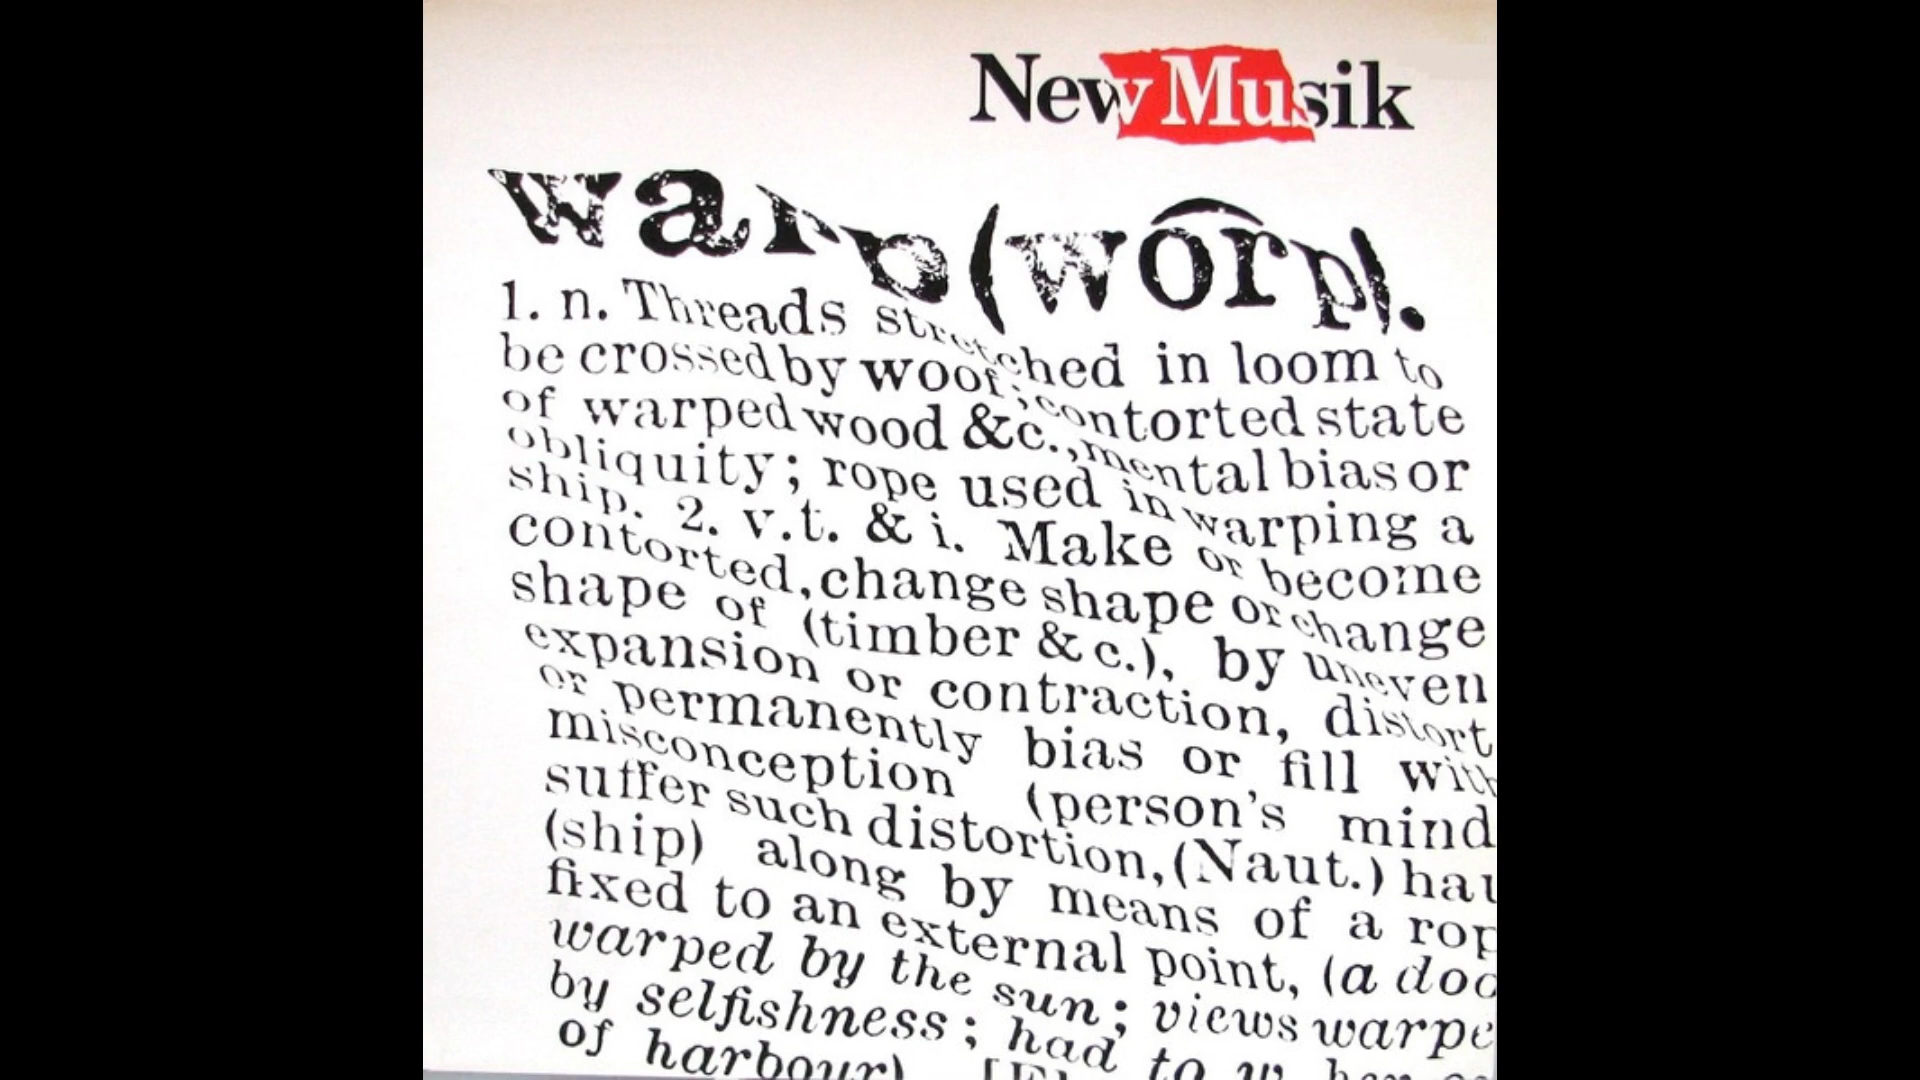 New Musik
warp (wôrp).
1. n. Threads stretched in loom to
be crossed by woof; contorted state
of warped wood &c., mental bias or
obliquity; rope used in warping a
ship. 2. v.t. & i. Make or become
contorted, change shape or change
shape of (timber & c.), by uneven
expansion or contraction, distort
or permanently bias or fill with
misconception (person's mind
suffer such distortion, (Naut.) hau
(ship) along by means of a rop
fixed to an external point, (a doo
warped by the sun; views warpe
by selfishness; had to w. her o
of harbour)